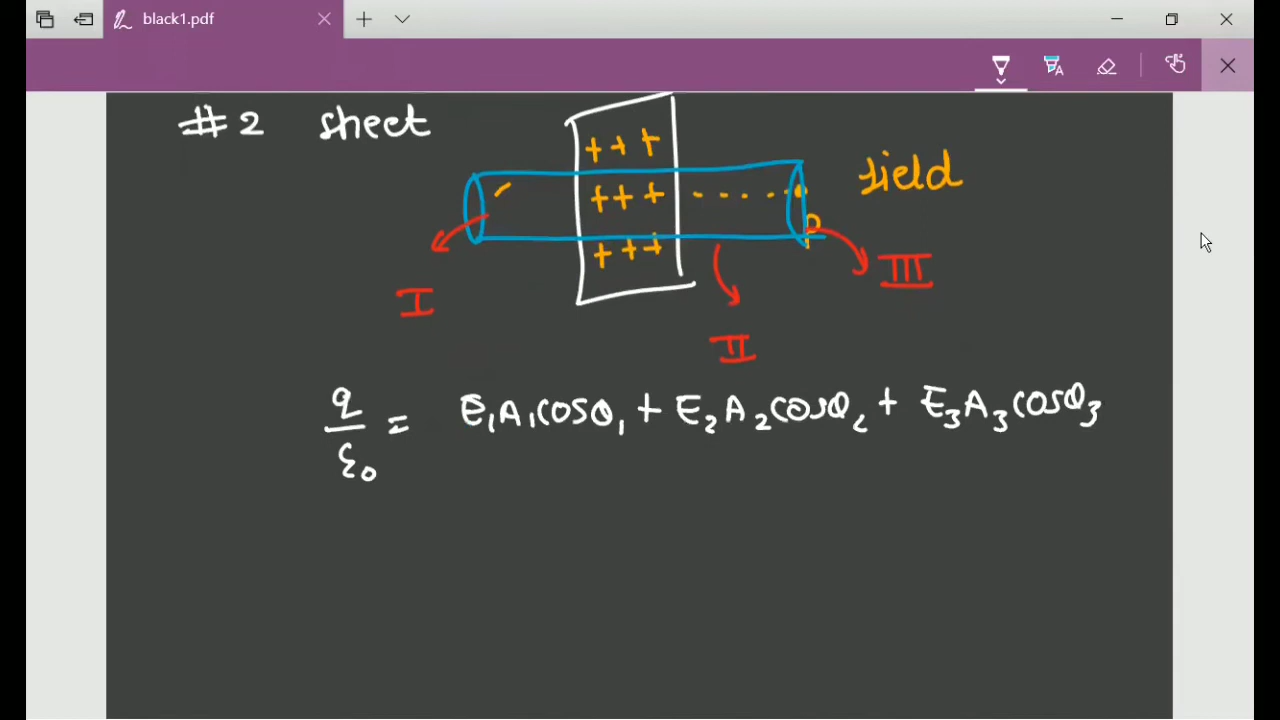 black1.pdf
#2 sheet
+++
field
+++
P
+++
III
I
II
q/ε₀ = E₁A₁cosθ₁ + E₂A₂cosθ₂ + E₃A₃cosθ₃